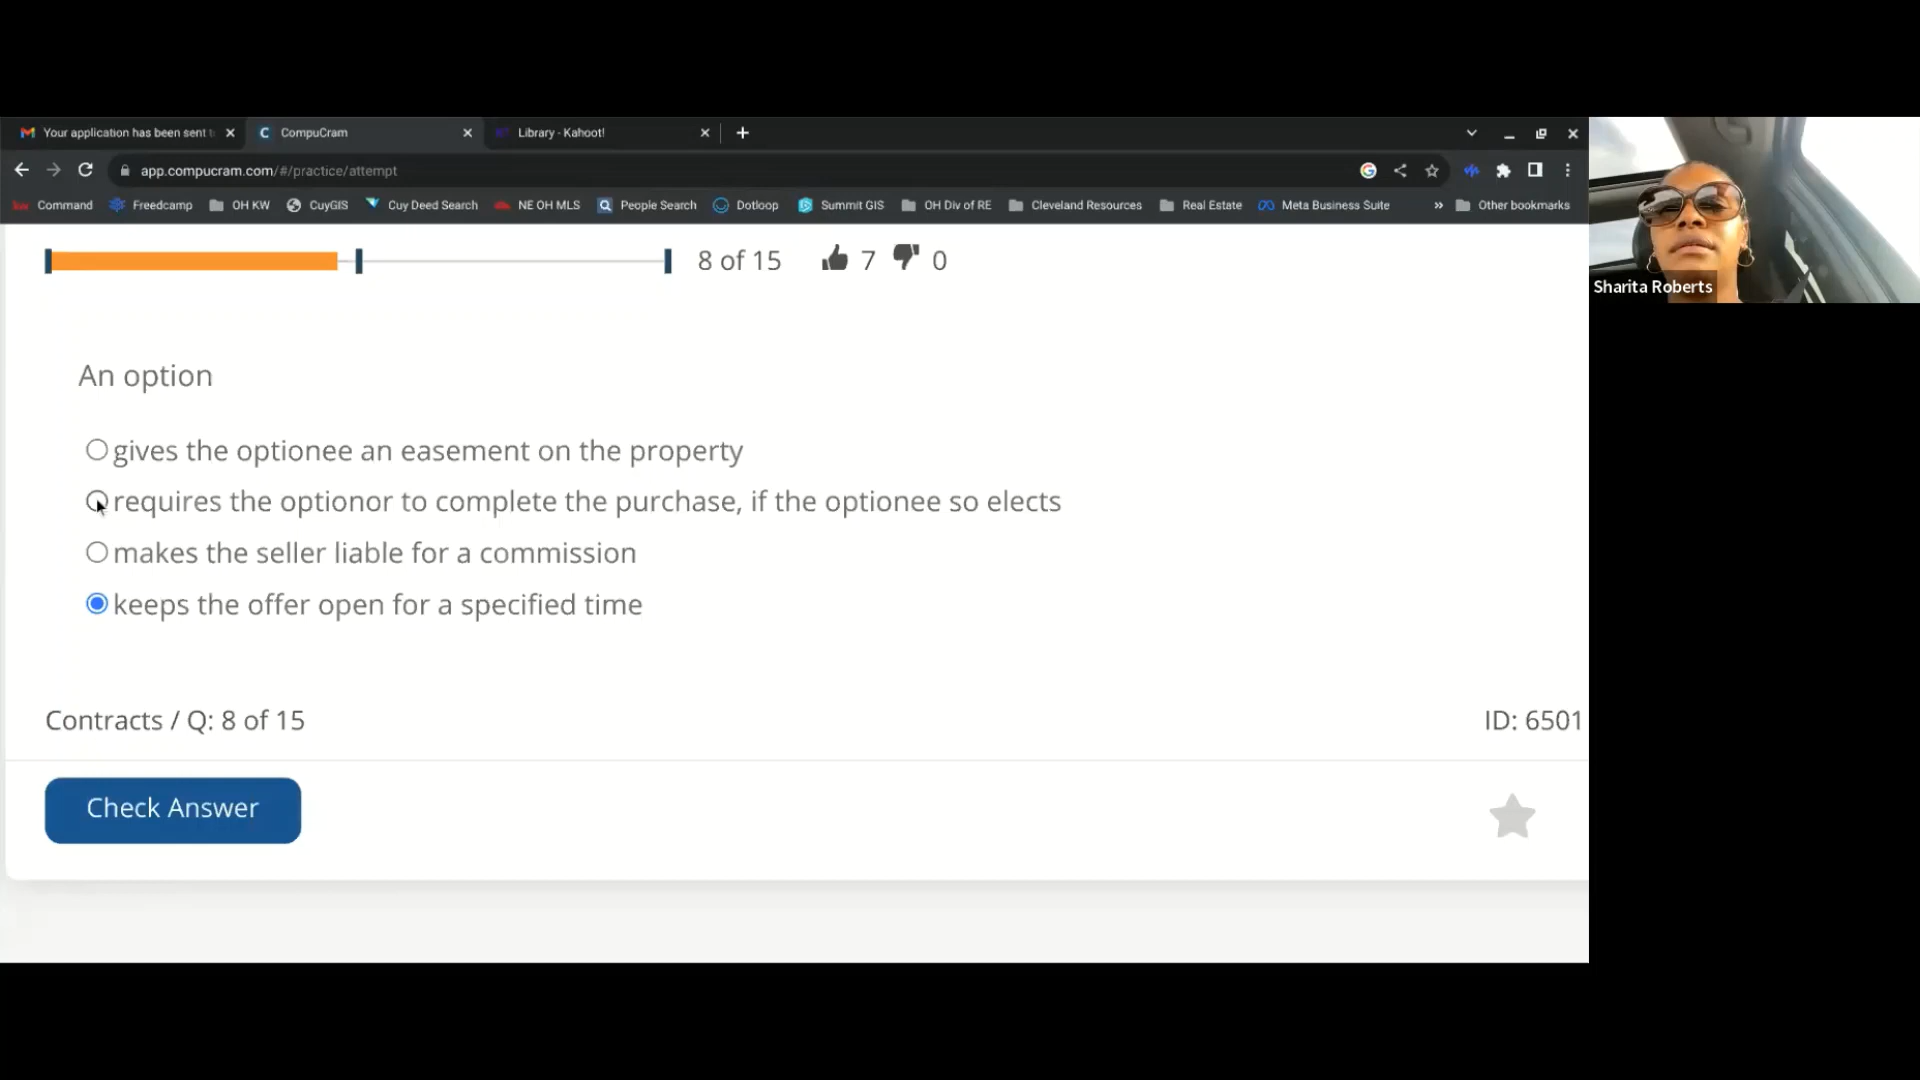 Your application has been sent t
CompuCram
Library - Kahoot!
app.compucram.com/#/practice/attempt
Command
Freedcamp
OH KW
CuyGIS
Cuy Deed Search
NE OH MLS
People Search
Dotloop
Summit GIS
OH Div of RE
Cleveland Resources
Real Estate
Meta Business Suite
»
Other bookmarks
8 of 15 7 0
Sharita Roberts
An option
gives the optionee an easement on the property
requires the optionor to complete the purchase, if the optionee so elects
makes the seller liable for a commission
keeps the offer open for a specified time
Contracts / Q: 8 of 15
ID: 6501
Check Answer